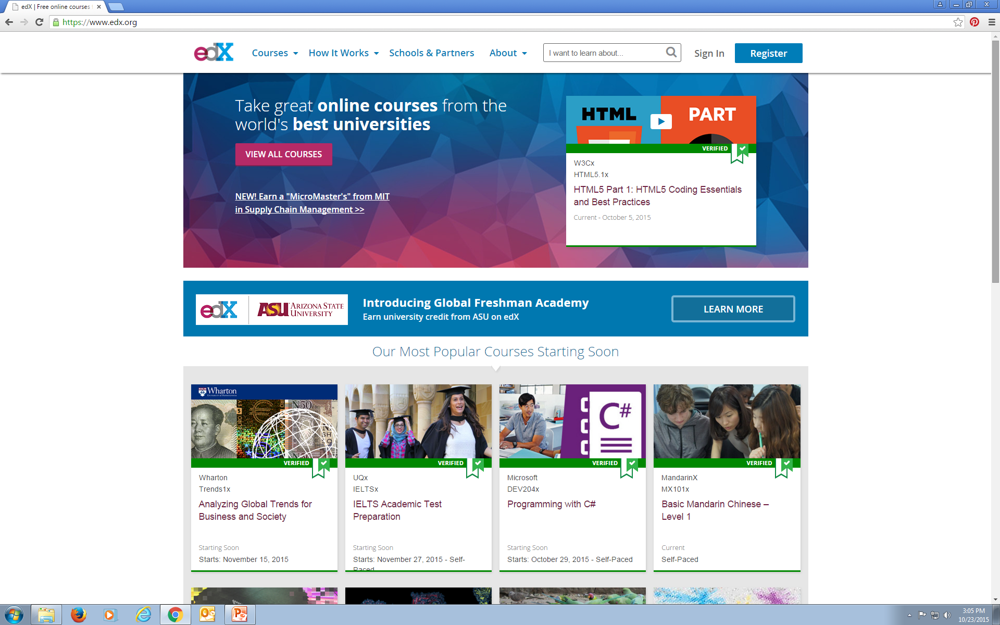 edX | Free online courses
https://www.edx.org
edX
Courses
How It Works
Schools & Partners
About
I want to learn about...
Sign In
Register
Take great online courses from the
world's best universities
VIEW ALL COURSES
NEW! Earn a "MicroMaster's" from MIT
in Supply Chain Management >>
HTML
PART
VERIFIED
W3Cx
HTML5.1x
HTML5 Part 1: HTML5 Coding Essentials
and Best Practices
Current - October 5, 2015
edX
ASU ARIZONA STATE
UNIVERSITY
Introducing Global Freshman Academy
Earn university credit from ASU on edX
LEARN MORE
Our Most Popular Courses Starting Soon
Wharton
UNIVERSITY of PENNSYLVANIA
N50
VERIFIED
Wharton
Trends1x
Analyzing Global Trends for
Business and Society
Starting Soon
Starts: November 15, 2015
VERIFIED
UQx
IELTSx
IELTS Academic Test
Preparation
Starting Soon
Starts: November 27, 2015 - Self-
Paced
C#
VERIFIED
Microsoft
DEV204x
Programming with C#
Starting Soon
Starts: October 29, 2015 - Self-Paced
VERIFIED
MandarinX
MX101x
Basic Mandarin Chinese –
Level 1
Current
Self-Paced
3:05 PM
10/23/2015